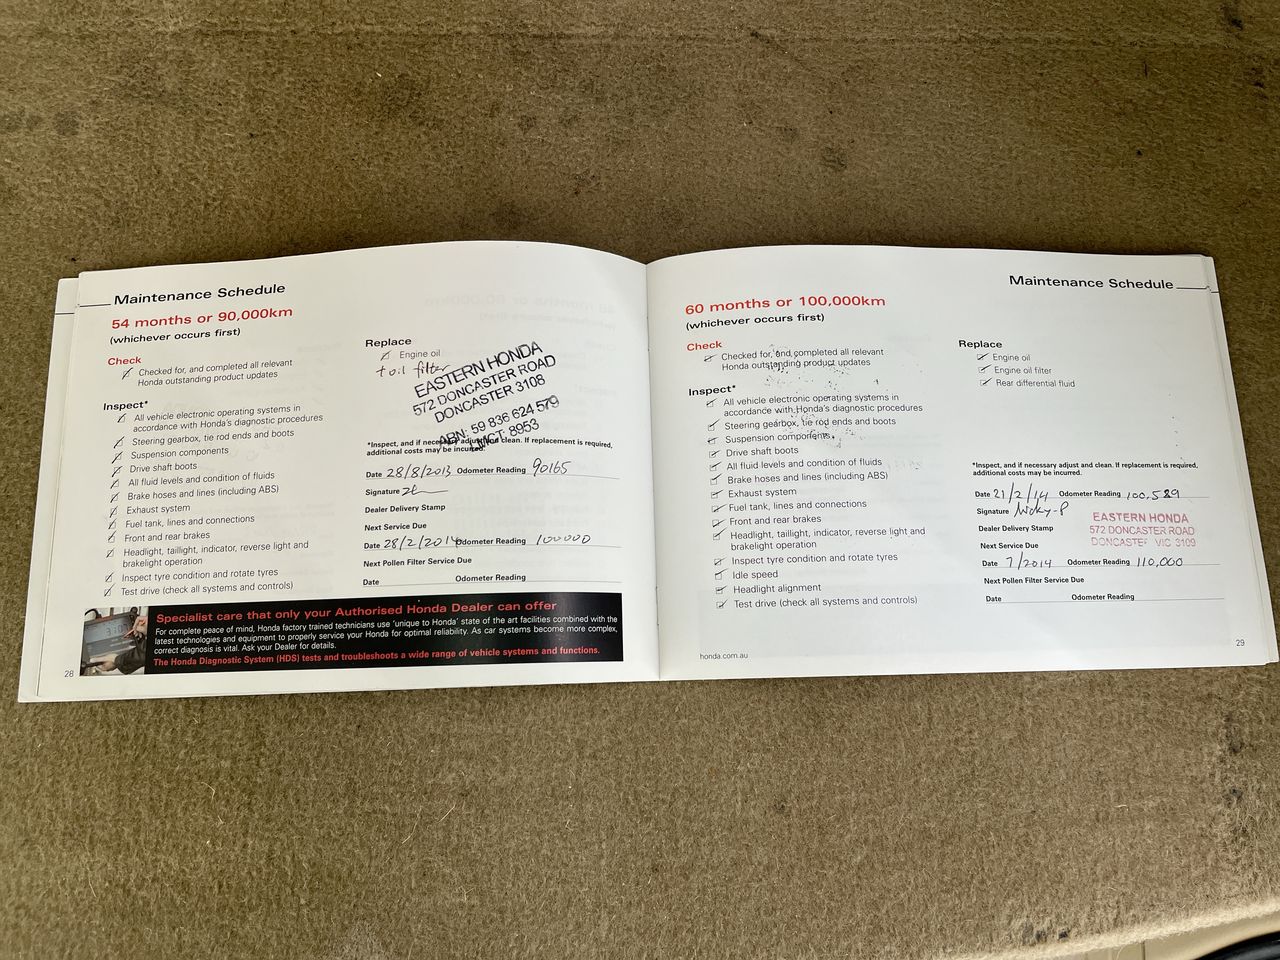 Maintenance Schedule
54 months or 90,000km
(whichever occurs first)
Check
Checked for, and completed all relevant
Honda outstanding product updates
Inspect*
All vehicle electronic operating systems in
accordance with Honda's diagnostic procedures
Steering gearbox, tie rod ends and boots
Suspension components
Drive shaft boots
All fluid levels and condition of fluids
Brake hoses and lines (including ABS)
Exhaust system
Fuel tank, lines and connections
Front and rear brakes
Headlight, taillight, indicator, reverse light and
brakelight operation
Inspect tyre condition and rotate tyres
Test drive (check all systems and controls)
Replace
Engine oil
+oil filter
EASTERN HONDA
572 DONCASTER ROAD
DONCASTER 3108
ABN: 59 836 624 579
LMCT: 8953
*Inspect, and if necessary adjust and clean. If replacement is required,
additional costs may be incurred.
Date 28/8/2013 Odometer Reading 90165
Signature
Dealer Delivery Stamp
Next Service Due
Date 28/2/2014 Odometer Reading 100000
Next Pollen Filter Service Due
Date Odometer Reading
Specialist care that only your Authorised Honda Dealer can offer
For complete peace of mind, Honda factory trained technicians use 'unique to Honda' state of the art facilities combined with the
latest technologies and equipment to properly service your Honda for optimal reliability. As car systems become more complex,
correct diagnosis is vital. Ask your Dealer for details.
The Honda Diagnostic System (HDS) tests and troubleshoots a wide range of vehicle systems and functions.
28
Maintenance Schedule
60 months or 100,000km
(whichever occurs first)
Check
Checked for, and completed all relevant
Honda outstanding product updates
Inspect*
All vehicle electronic operating systems in
accordance with Honda's diagnostic procedures
Steering gearbox, tie rod ends and boots
Suspension components
Drive shaft boots
All fluid levels and condition of fluids
Brake hoses and lines (including ABS)
Exhaust system
Fuel tank, lines and connections
Front and rear brakes
Headlight, taillight, indicator, reverse light and
brakelight operation
Inspect tyre condition and rotate tyres
Idle speed
Headlight alignment
Test drive (check all systems and controls)
Replace
Engine oil
Engine oil filter
Rear differential fluid
*Inspect, and if necessary adjust and clean. If replacement is required,
additional costs may be incurred.
Date 21/2/14 Odometer Reading 100,589
Signature Nicky-P
Dealer Delivery Stamp
EASTERN HONDA
572 DONCASTER ROAD
DONCASTER VIC 3109
Next Service Due
Date 7/2014 Odometer Reading 110,000
Next Pollen Filter Service Due
Date Odometer Reading
honda.com.au
29